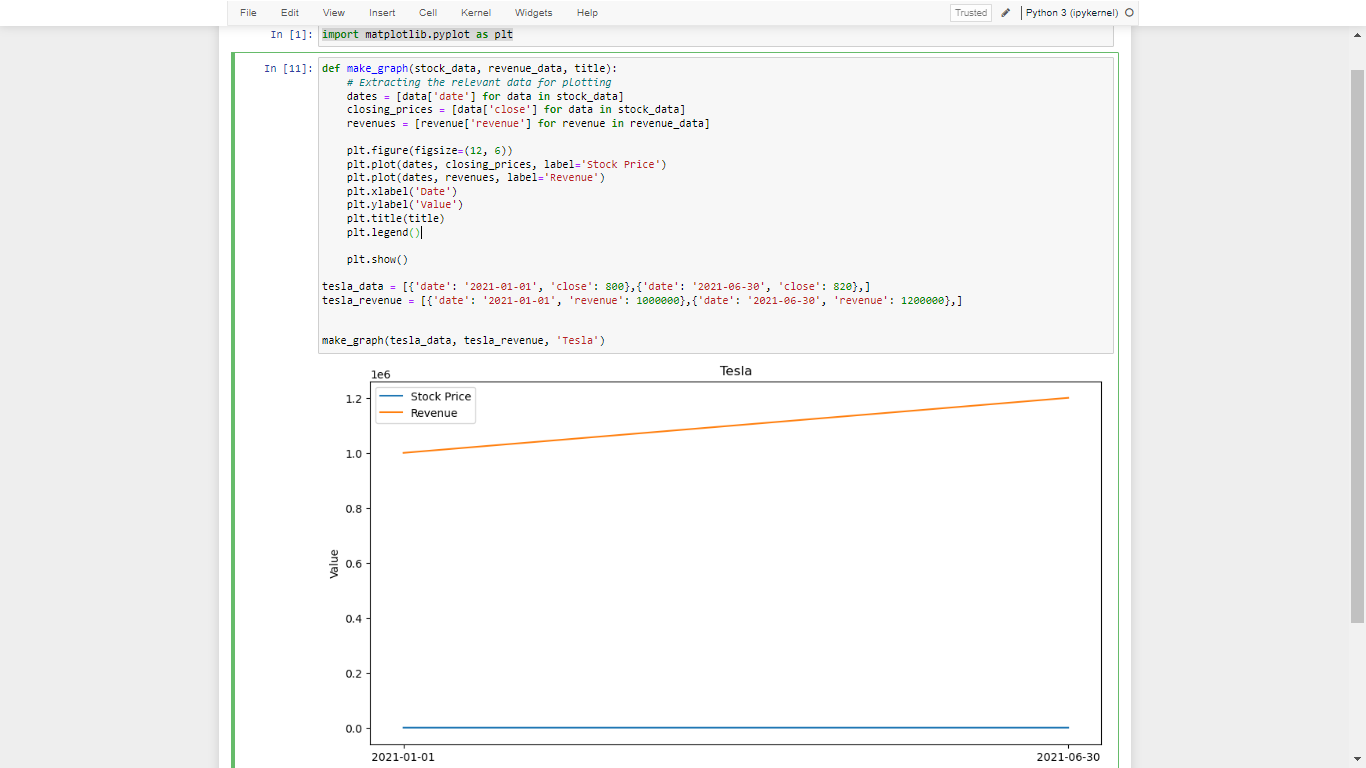 File Edit View Insert Cell Kernel Widgets Help Trusted Python 3 (ipykernel)
In [1]: import matplotlib.pyplot as plt
In [11]: def make_graph(stock_data, revenue_data, title):
    # Extracting the relevant data for plotting
    dates = [data['date'] for data in stock_data]
    closing_prices = [data['close'] for data in stock_data]
    revenues = [revenue['revenue'] for revenue in revenue_data]
    plt.figure(figsize=(12, 6))
    plt.plot(dates, closing_prices, label='Stock Price')
    plt.plot(dates, revenues, label='Revenue')
    plt.xlabel('Date')
    plt.ylabel('Value')
    plt.title(title)
    plt.legend()
    plt.show()
tesla_data = [{'date': '2021-01-01', 'close': 800},{'date': '2021-06-30', 'close': 820},]
tesla_revenue = [{'date': '2021-01-01', 'revenue': 1000000},{'date': '2021-06-30', 'revenue': 1200000},]
make_graph(tesla_data, tesla_revenue, 'Tesla')
Tesla
1e6
Stock Price
Revenue
1.2
1.0
0.8
0.6
0.4
0.2
0.0
Value
2021-01-01 2021-06-30